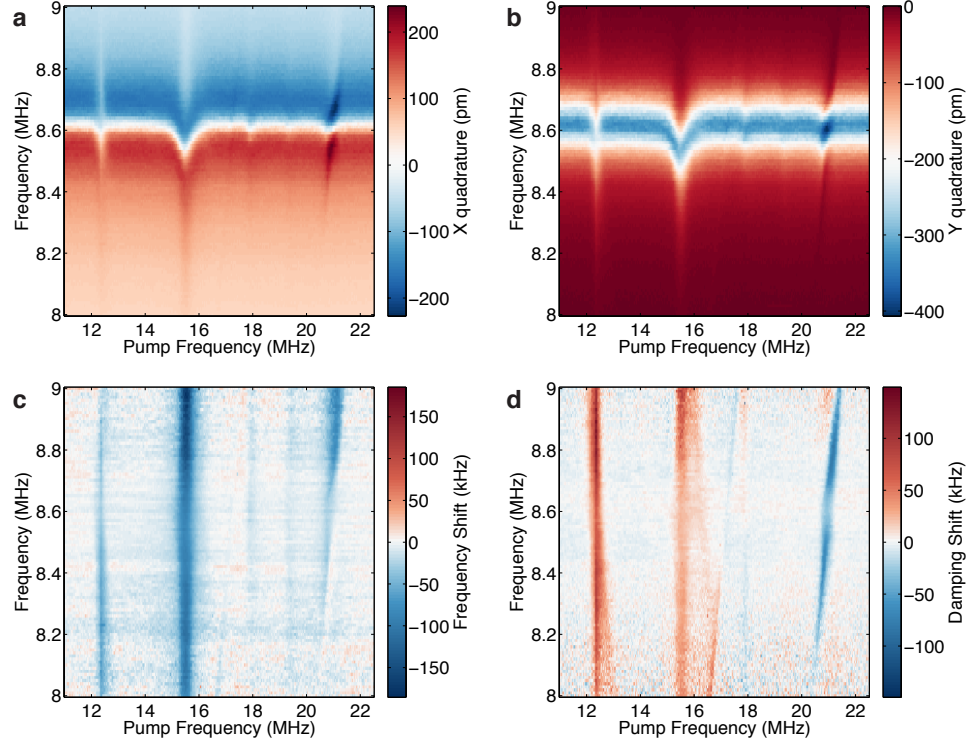 a
9
8.8
8.6
8.4
8.2
8
Frequency (MHz)
12 14 16 18 20 22
Pump Frequency (MHz)
200
100
0
−100
−200
X quadrature (pm)
b
9
8.8
8.6
8.4
8.2
8
Frequency (MHz)
12 14 16 18 20 22
Pump Frequency (MHz)
0
−100
−200
−300
−400
Y quadrature (pm)
c
9
8.8
8.6
8.4
8.2
8
Frequency (MHz)
12 14 16 18 20 22
Pump Frequency (MHz)
150
100
50
0
−50
−100
−150
Frequency Shift (kHz)
d
9
8.8
8.6
8.4
8.2
8
Frequency (MHz)
12 14 16 18 20 22
Pump Frequency (MHz)
100
50
0
−50
−100
Damping Shift (kHz)